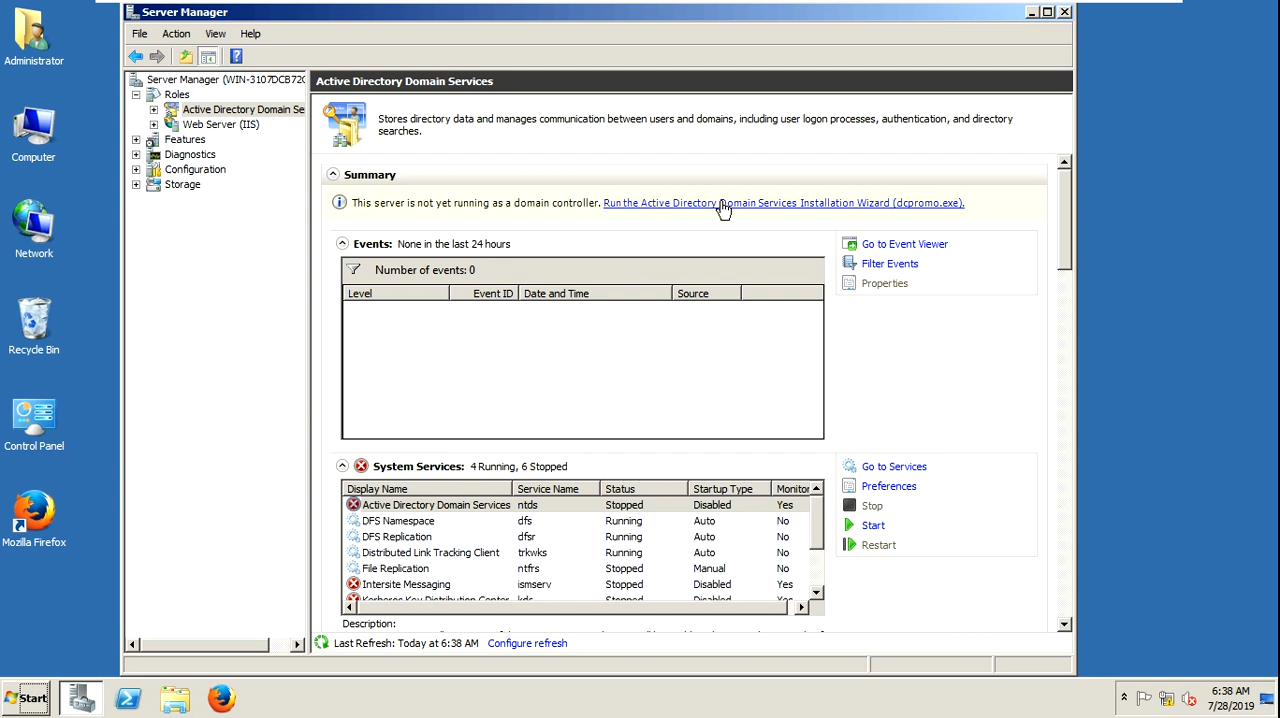 Server Manager
File Action View Help
Server Manager (WIN-3107DCB72C
Roles
Active Directory Domain Se
Web Server (IIS)
Features
Diagnostics
Configuration
Storage
Active Directory Domain Services
Stores directory data and manages communication between users and domains, including user logon processes, authentication, and directory
searches.
Summary
This server is not yet running as a domain controller. Run the Active Directory Domain Services Installation Wizard (dcpromo.exe).
Events: None in the last 24 hours
Number of events: 0
Level Event ID Date and Time Source
Go to Event Viewer
Filter Events
Properties
System Services: 4 Running, 6 Stopped
Display Name Service Name Status Startup Type Monitor
Active Directory Domain Services ntds Stopped Disabled Yes
DFS Namespace dfs Running Auto No
DFS Replication dfsr Running Auto No
Distributed Link Tracking Client trkwks Running Auto No
File Replication ntfrs Stopped Manual No
Intersite Messaging ismserv Stopped Disabled Yes
Kerberos Key Distribution Center kdc Stopped Disabled Yes
Description:
Go to Services
Preferences
Stop
Start
Restart
Last Refresh: Today at 6:38 AM Configure refresh
Administrator
Computer
Network
Recycle Bin
Control Panel
Mozilla Firefox
Start
6:38 AM
7/28/2019